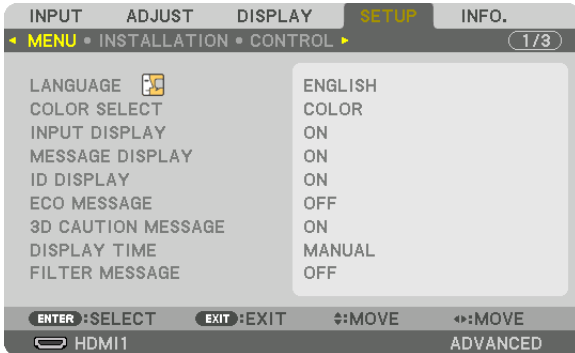 INPUT ADJUST DISPLAY SETUP INFO.
MENU • INSTALLATION • CONTROL 1/3
LANGUAGE ENGLISH
COLOR SELECT COLOR
INPUT DISPLAY ON
MESSAGE DISPLAY ON
ID DISPLAY ON
ECO MESSAGE OFF
3D CAUTION MESSAGE ON
DISPLAY TIME MANUAL
FILTER MESSAGE OFF
ENTER :SELECT EXIT :EXIT :MOVE :MOVE
HDMI1 ADVANCED